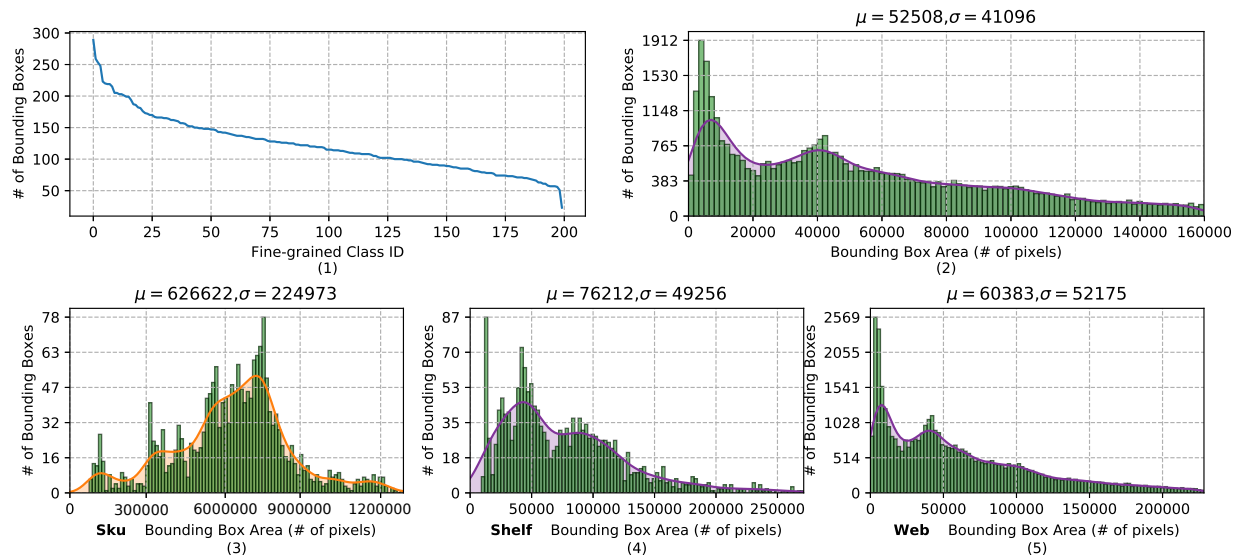 # of Bounding Boxes
300
250
200
150
100
50
0 25 50 75 100 125 150 175 200
Fine-grained Class ID
(1)
μ = 52508,σ = 41096
# of Bounding Boxes
1912
1530
1148
765
383
0
0 20000 40000 60000 80000 100000 120000 140000 160000
Bounding Box Area (# of pixels)
(2)
μ = 626622,σ = 224973
# of Bounding Boxes
78
63
47
32
16
0
0 300000 600000 900000 1200000
Sku Bounding Box Area (# of pixels)
(3)
μ = 76212,σ = 49256
# of Bounding Boxes
87
70
53
35
18
0
0 50000 100000 150000 200000 250000
Shelf Bounding Box Area (# of pixels)
(4)
μ = 60383,σ = 52175
# of Bounding Boxes
2569
2055
1541
1028
514
0
0 50000 100000 150000 200000
Web Bounding Box Area (# of pixels)
(5)